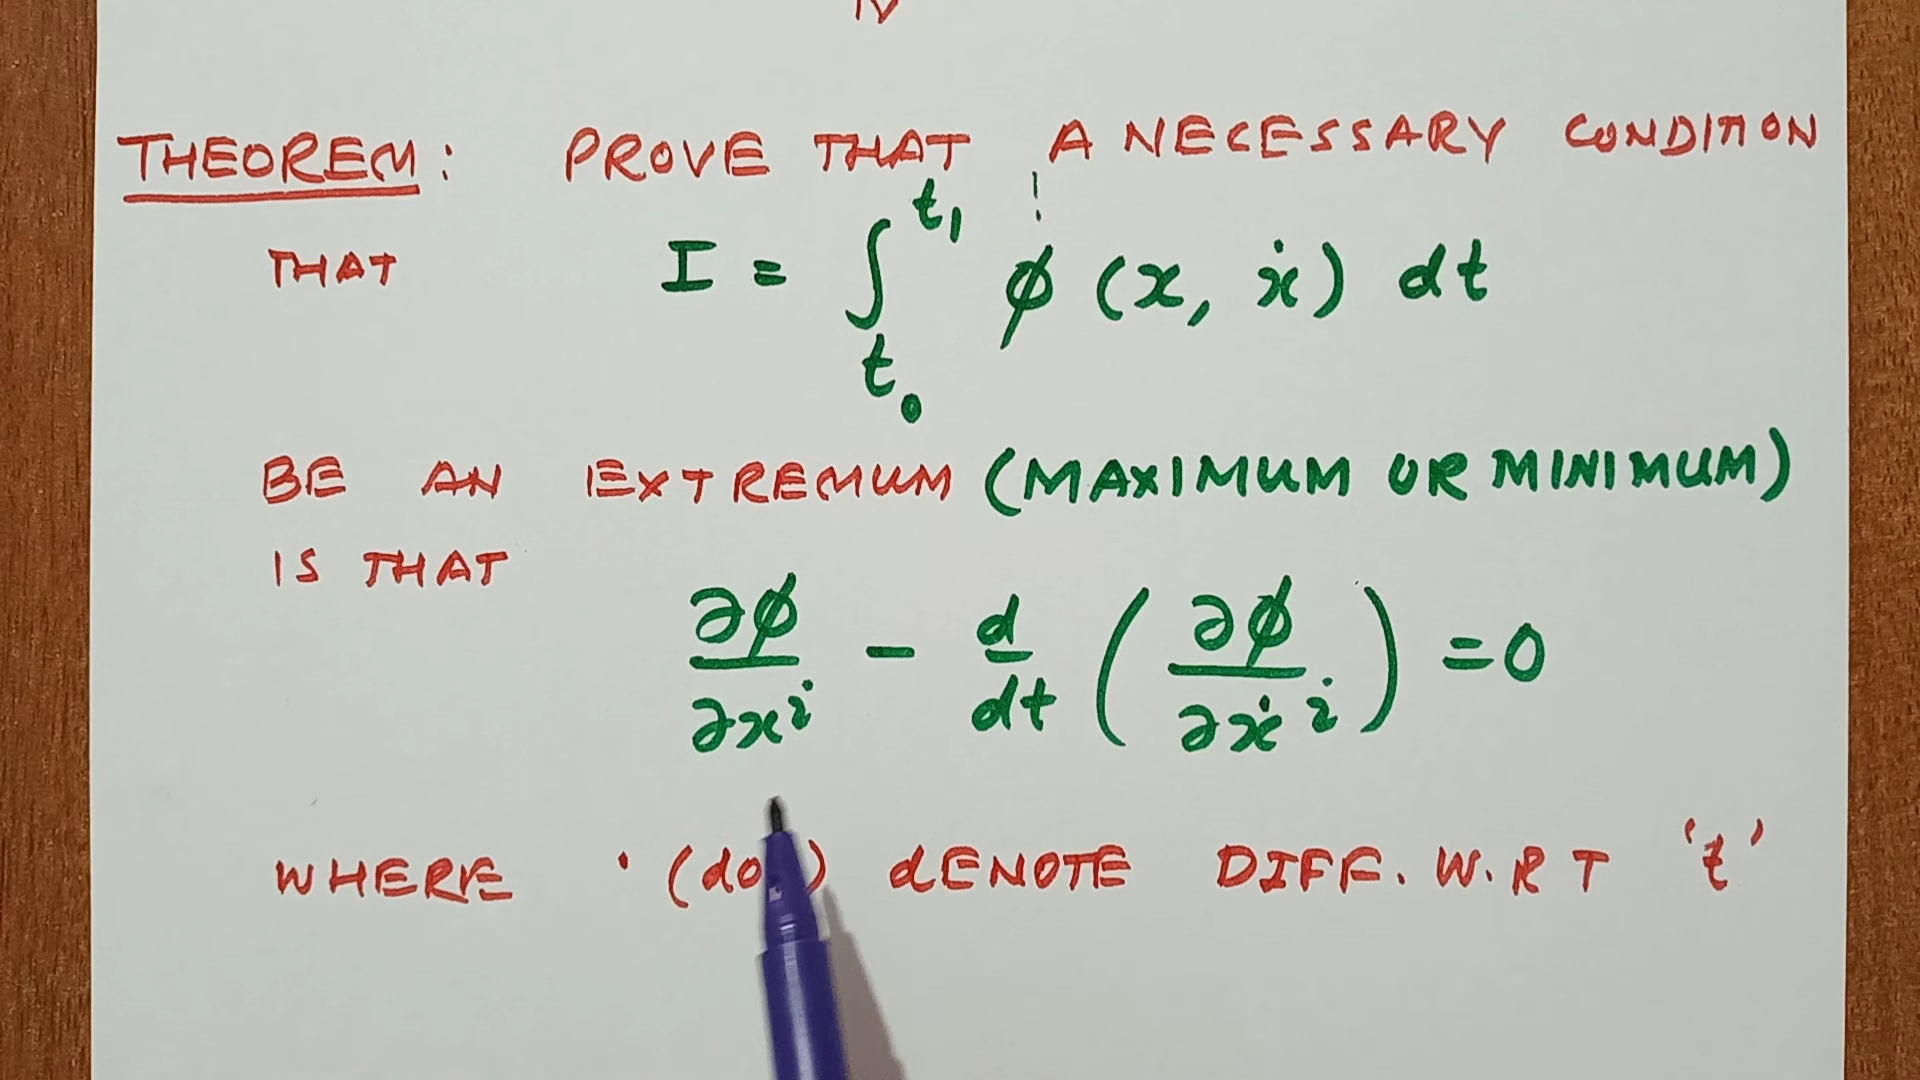 THEOREM: PROVE THAT A NECESSARY CONDITION
THAT I = ∫_{t₀}^{t₁} ϕ (x, ẋ) dt
BE AN EXTREMUM (MAXIMUM OR MINIMUM)
IS THAT
∂ϕ/∂xⁱ - d/dt (∂ϕ/∂ẋⁱ) = 0
WHERE · ( ) dENOTE DIFF. W.R T 't'